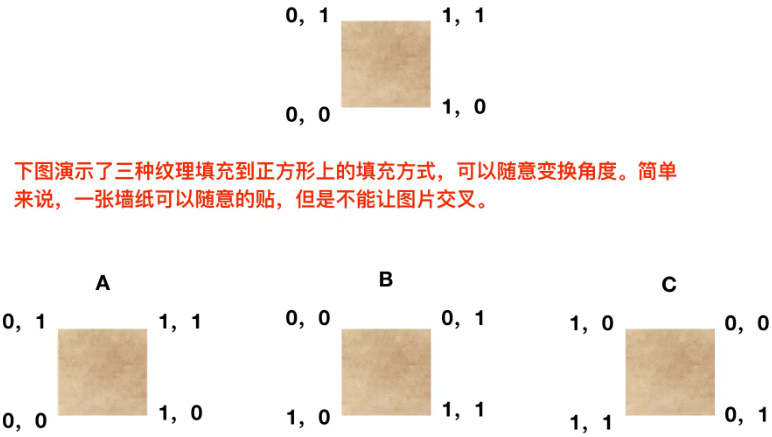 0，1 1，1
0，0 1，0
下图演示了三种纹理填充到正方形上的填充方式，可以随意变换角度。简单
来说，一张墙纸可以随意的贴，但是不能让图片交叉。
A B C
0，1 1，1 0，0 0，1 1，0 0，0
0，0 1，0 1，0 1，1 1，1 0，1